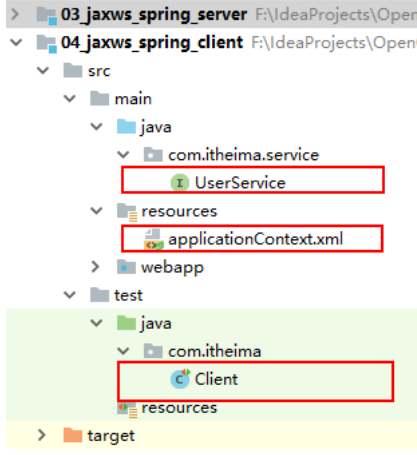 03_jaxws_spring_server F:\IdeaProjects\Open
04_jaxws_spring_client F:\IdeaProjects\Open
src
main
java
com.itheima.service
I UserService
resources
applicationContext.xml
webapp
test
java
com.itheima
C Client
resources
target